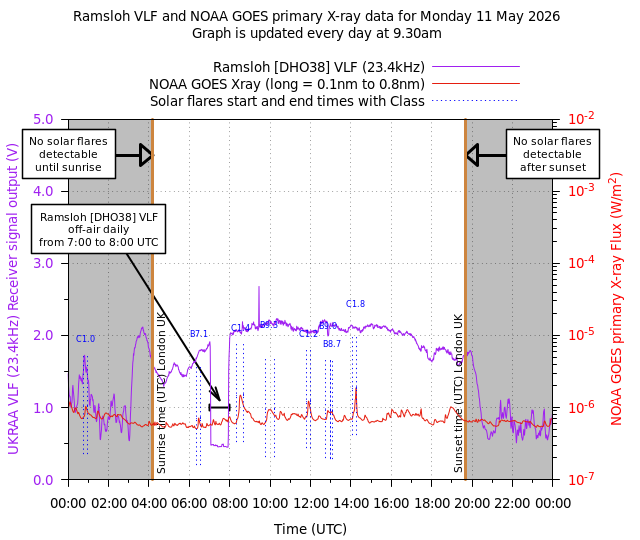 Ramsloh VLF and NOAA GOES primary X-ray data for Monday 11 May 2026
Graph is updated every day at 9.30am
Ramsloh [DHO38] VLF (23.4kHz)
NOAA GOES Xray (long = 0.1nm to 0.8nm)
Solar flares start and end times with Class
5.0
4.0
3.0
2.0
1.0
0.0
UKRAA VLF (23.4kHz) Receiver signal output (V)
No solar flares
detectable
until sunrise
No solar flares
detectable
after sunset
Ramsloh [DHO38] VLF
off-air daily
from 7:00 to 8:00 UTC
C1.0
B7.1
C1.4
B9.5
C1.2
B8.7
C1.8
Sunrise time (UTC) London UK
Sunset time (UTC) London UK
10-2
10-3
10-4
10-5
10-6
10-7
NOAA GOES primary X-ray Flux (W/m2)
00:00 02:00 04:00 06:00 08:00 10:00 12:00 14:00 16:00 18:00 20:00 22:00 00:00
Time (UTC)